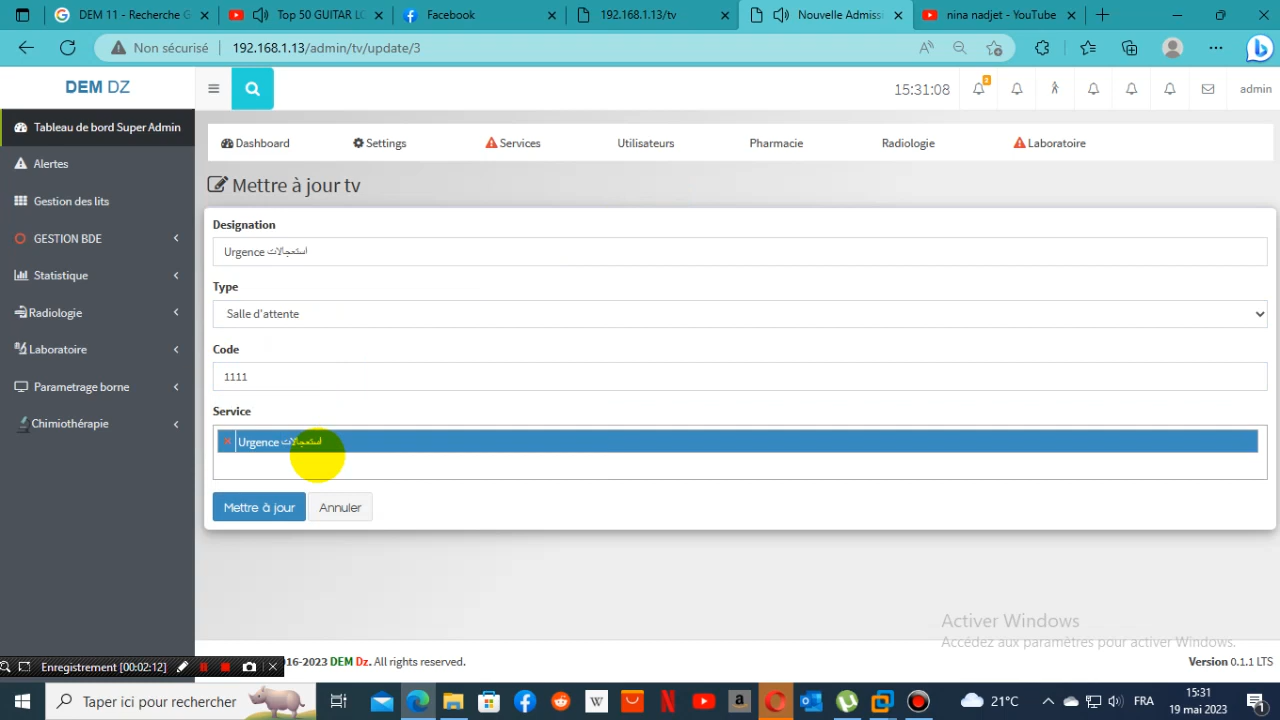 DEM 11 - Recherche G
Top 50 GUITAR LO
Facebook
192.168.1.13/tv
Nouvelle Admiss
nina nadjet - YouTube
Non sécurisé
192.168.1.13/admin/tv/update/3
DEM DZ
15:31:08
admin
Tableau de bord Super Admin
Alertes
Gestion des lits
GESTION BDE
Statistique
Radiologie
Laboratoire
Parametrage borne
Chimiothérapie
Dashboard
Settings
Services
Utilisateurs
Pharmacie
Radiologie
Laboratoire
Mettre à jour tv
Designation
Urgence استعجالات
Type
Salle d'attente
Code
1111
Service
× Urgence استعجالات
Mettre à jour
Annuler
Activer Windows
Accédez aux paramètres pour activer Windows.
Enregistrement [00:02:12]
16-2023 DEM Dz. All rights reserved.
Version 0.1.1 LTS
Taper ici pour rechercher
21°C
FRA
15:31
19 mai 2023